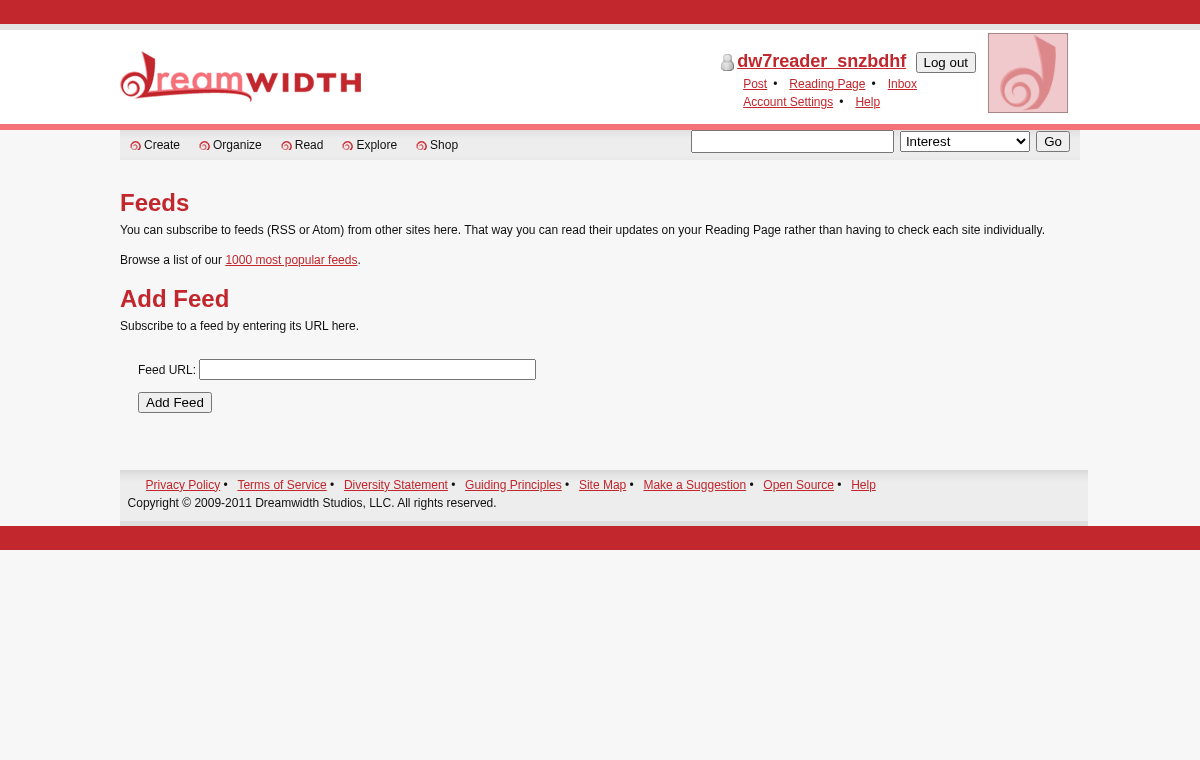 dreamWIDTH
dw7reader_snzbdhf Log out
Post • Reading Page • Inbox
Account Settings • Help
Create Organize Read Explore Shop Interest Go
Feeds
You can subscribe to feeds (RSS or Atom) from other sites here. That way you can read their updates on your Reading Page rather than having to check each site individually.
Browse a list of our 1000 most popular feeds.
Add Feed
Subscribe to a feed by entering its URL here.
Feed URL:
Add Feed
Privacy Policy • Terms of Service • Diversity Statement • Guiding Principles • Site Map • Make a Suggestion • Open Source • Help
Copyright © 2009-2011 Dreamwidth Studios, LLC. All rights reserved.